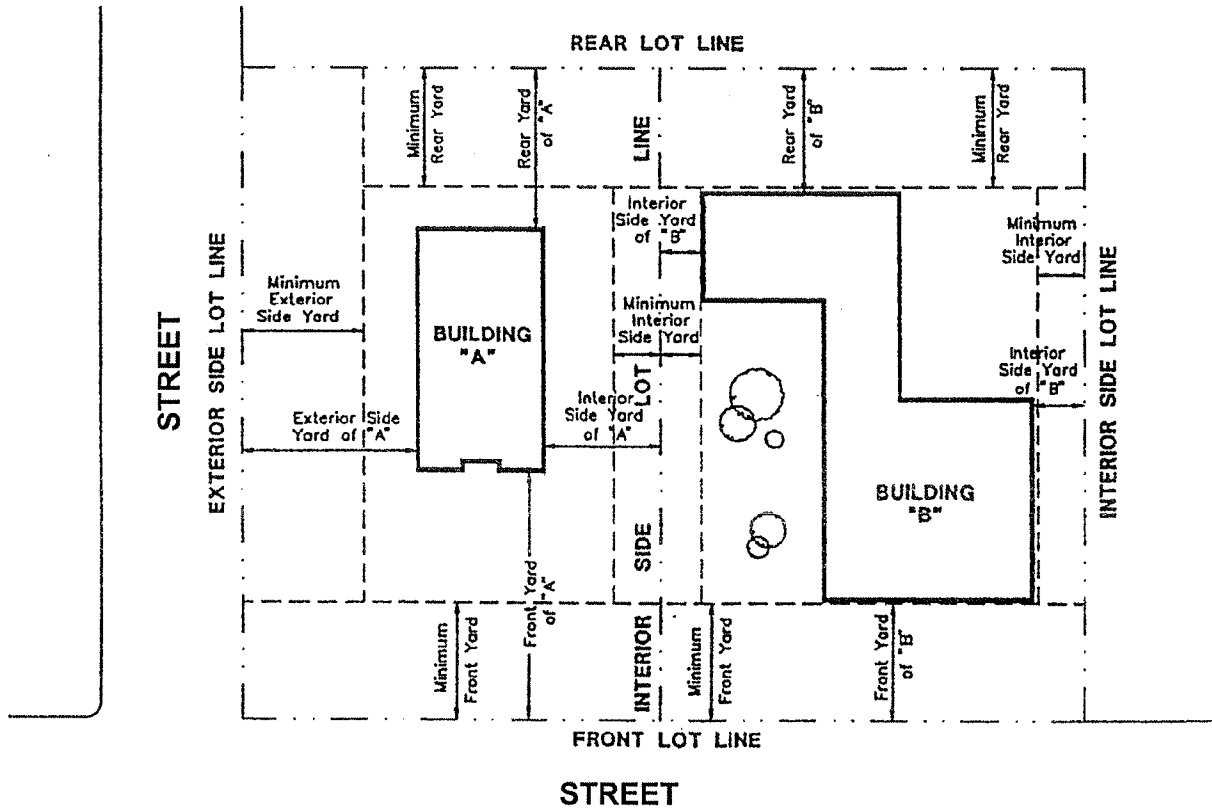 REAR LOT LINE
Minimum
Rear Yard
Rear Yard
of "A"
LINE
Rear Yard
of "B"
Minimum
Rear Yard
Interior
Side Yard
of "B"
Minimum
Interior
Side Yard
STREET
EXTERIOR SIDE LOT LINE
Minimum
Exterior
Side Yard
BUILDING
"A"
Minimum
Interior
Side Yard
LOT
Interior
Side Yard
of "B"
INTERIOR SIDE LOT LINE
Exterior Side
Yard of "A"
Interior
Side Yard
of "A"
BUILDING
"B"
SIDE
Minimum
Front Yard
Front Yard
of "A"
INTERIOR
Minimum
Front Yard
Front Yard
of "B"
FRONT LOT LINE
STREET